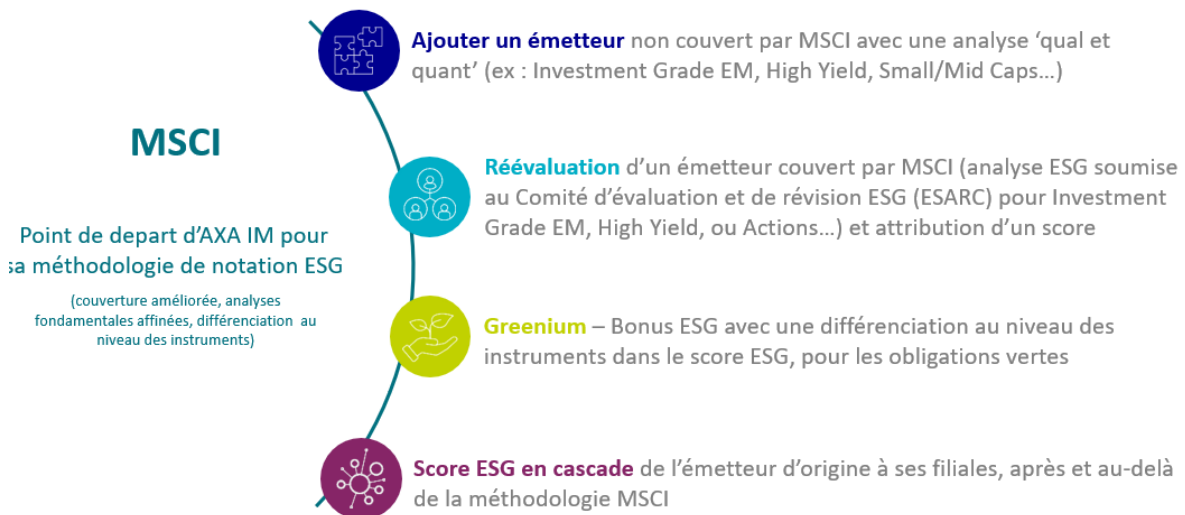 MSCI
Point de depart d’AXA IM pour
sa méthodologie de notation ESG
(couverture améliorée, analyses
fondamentales affinées, différenciation au
niveau des instruments)
Ajouter un émetteur non couvert par MSCI avec une analyse ‘qual et
quant’ (ex : Investment Grade EM, High Yield, Small/Mid Caps…)
Réévaluation d’un émetteur couvert par MSCI (analyse ESG soumise
au Comité d’évaluation et de révision ESG (ESARC) pour Investment
Grade EM, High Yield, ou Actions…) et attribution d’un score
Greenium – Bonus ESG avec une différenciation au niveau des
instruments dans le score ESG, pour les obligations vertes
Score ESG en cascade de l’émetteur d’origine à ses filiales, après et au-delà
de la méthodologie MSCI